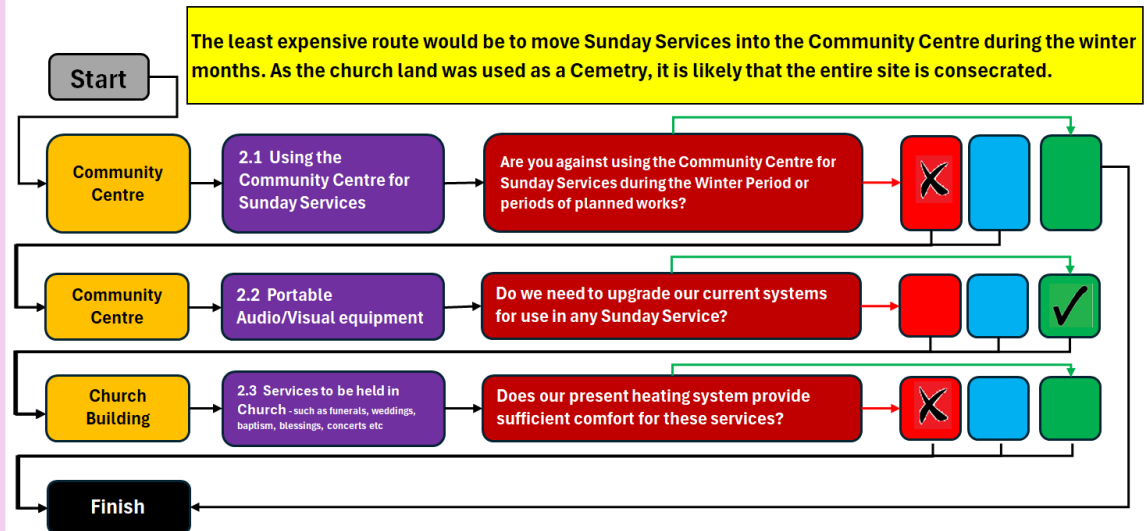 The least expensive route would be to move Sunday Services into the Community Centre during the winter
months. As the church land was used as a Cemetry, it is likely that the entire site is consecrated.
Start
Community
Centre
2.1 Using the
Community Centre for
Sunday Services
Are you against using the Community Centre for
Sunday Services during the Winter Period or
periods of planned works?
Community
Centre
2.2 Portable
Audio/Visual equipment
Do we need to upgrade our current systems
for use in any Sunday Service?
Church
Building
2.3 Services to be held in
Church - such as funerals, weddings,
baptism, blessings, concerts etc
Does our present heating system provide
sufficient comfort for these services?
Finish